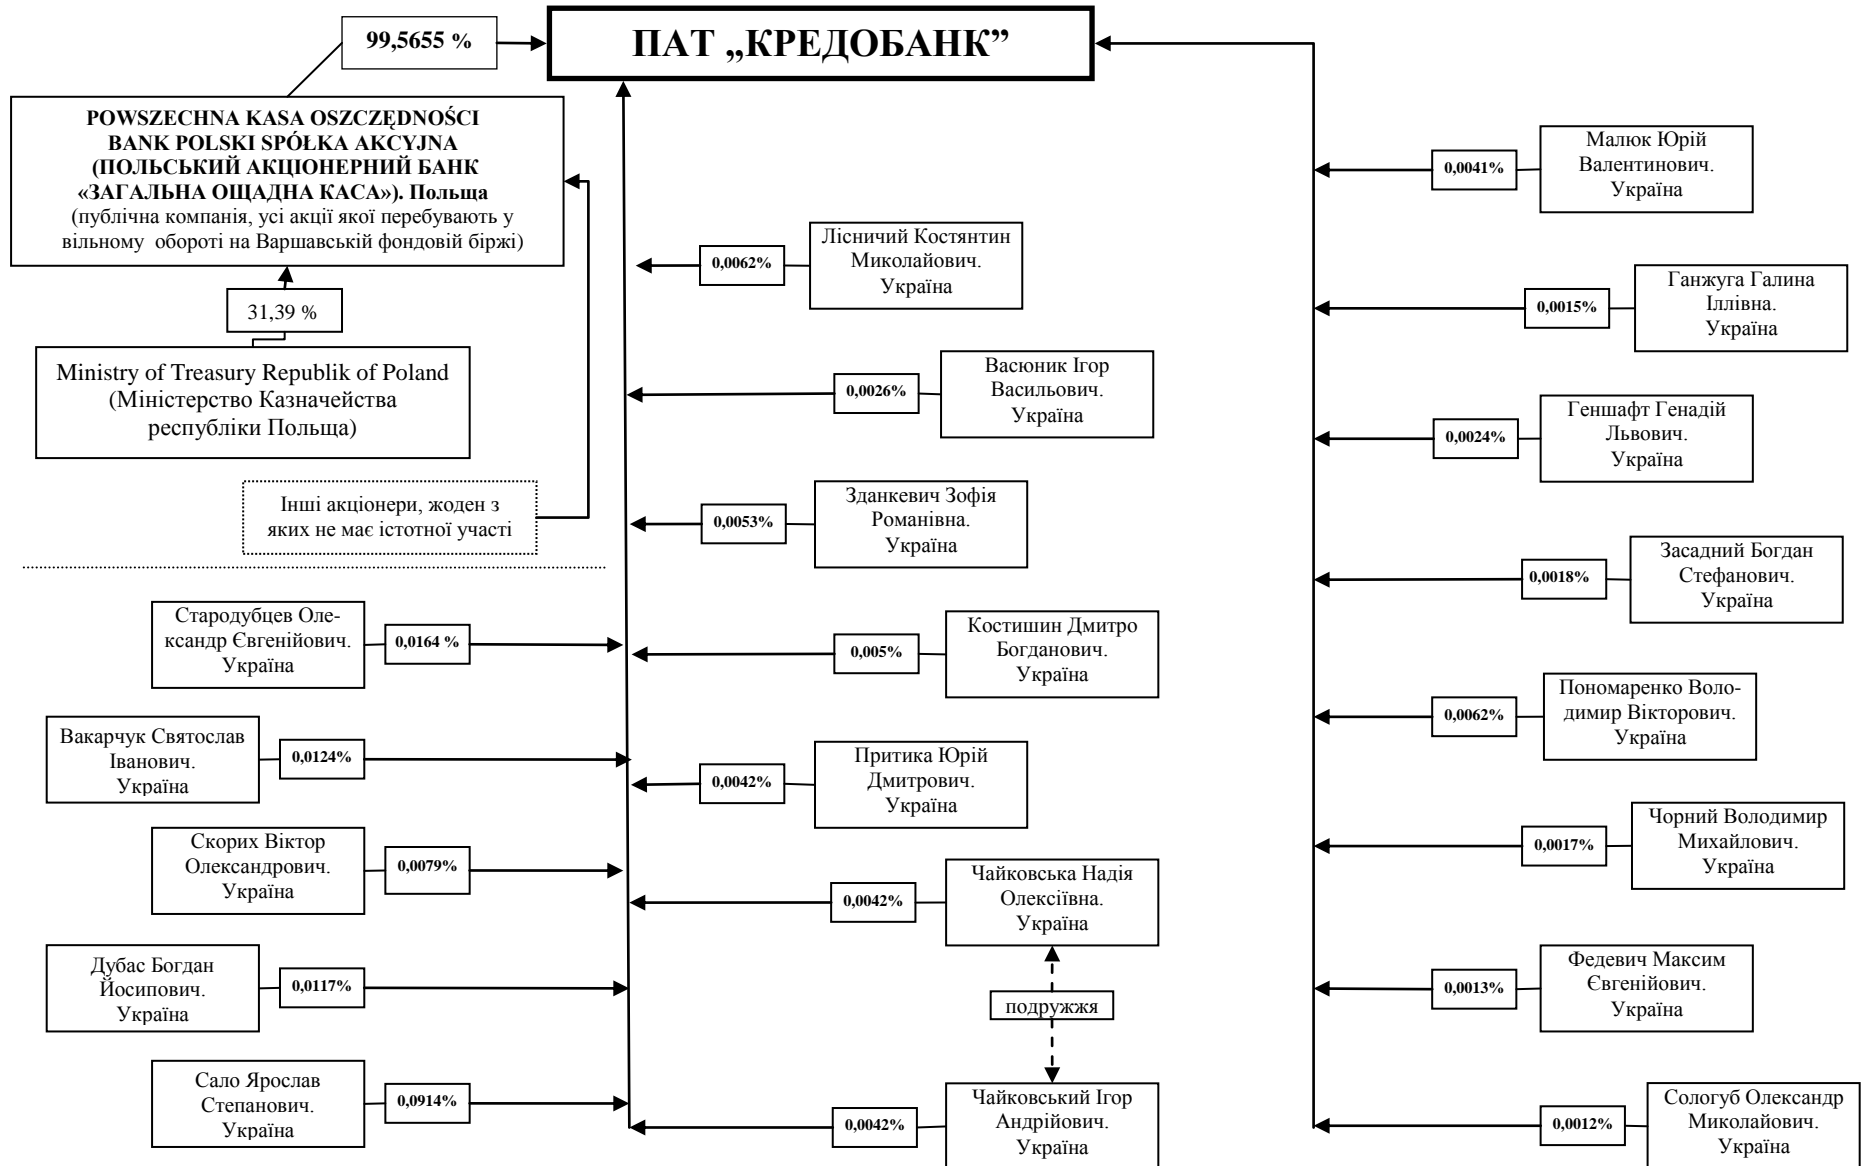 99,5655 %
ПАТ „КРЕДОБАНК”
POWSZECHNA KASA OSZCZĘDNOŚCI
BANK POLSKI SPÓŁKA AKCYJNA
(ПОЛЬСЬКИЙ АКЦІОНЕРНИЙ БАНК
«ЗАГАЛЬНА ОЩАДНА КАСА»). Польща
(публічна компанія, усі акції якої перебувають у
вільному обороті на Варшавській фондовій біржі)
31,39 %
Ministry of Treasury Republik of Poland
(Міністерство Казначейства
республіки Польща)
Інші акціонери, жоден з
яких не має істотної участі
Стародубцев Оле-
ксандр Євгенійович.
Україна
0,0164 %
Вакарчук Святослав
Іванович.
Україна
0,0124%
Скорих Віктор
Олександрович.
Україна
0,0079%
Дубас Богдан
Йосипович.
Україна
0,0117%
Сало Ярослав
Степанович.
Україна
0,0914%
0,0062%
Лісничий Костянтин
Миколайович.
Україна
0,0026%
Васюник Ігор
Васильович.
Україна
0,0053%
Зданкевич Зофія
Романівна.
Україна
0,005%
Костишин Дмитро
Богданович.
Україна
0,0042%
Притика Юрій
Дмитрович.
Україна
0,0042%
Чайковська Надія
Олексіївна.
Україна
подружжя
0,0042%
Чайковський Ігор
Андрійович.
Україна
0,0041%
Малюк Юрій
Валентинович.
Україна
0,0015%
Ганжуга Галина
Іллівна.
Україна
0,0024%
Геншафт Генадій
Львович.
Україна
0,0018%
Засадний Богдан
Стефанович.
Україна
0,0062%
Пономаренко Воло-
димир Вікторович.
Україна
0,0017%
Чорний Володимир
Михайлович.
Україна
0,0013%
Федевич Максим
Євгенійович.
Україна
0,0012%
Сологуб Олександр
Миколайович.
Україна